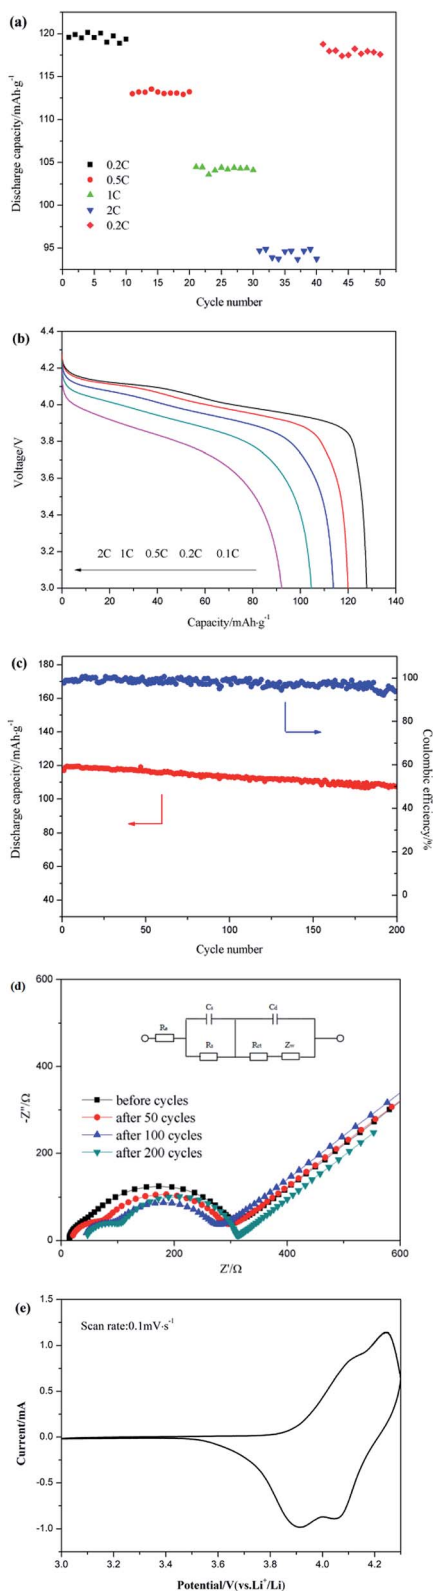 (a)
Discharge capacity/mAh·g⁻¹
120
115
110
105
100
95
0.2C
0.5C
1C
2C
0.2C
0 5 10 15 20 25 30 35 40 45 50
Cycle number
(b)
Voltage/V
4.4
4.2
4.0
3.8
3.6
3.4
3.2
3.0
2C 1C 0.5C 0.2C 0.1C
0 20 40 60 80 100 120 140
Capacity/mAh·g⁻¹
(c)
Discharge capacity/mAh·g⁻¹
180
160
140
120
100
80
60
40
100
80
60
40
20
0
Coulombic efficiency/%
0 25 50 75 100 125 150 175 200
Cycle number
(d)
-Z''/Ω
600
400
200
0
Cd
Rct
Zw
before cycles
after 50 cycles
after 100 cycles
after 200 cycles
0 200 400 600
Z'/Ω
(e)
Scan rate:0.1mV·s⁻¹
Current/mA
1.5
1.0
0.5
0.0
-0.5
-1.0
3.0 3.2 3.4 3.6 3.8 4.0 4.2
Potential/V(vs.Li⁺/Li)